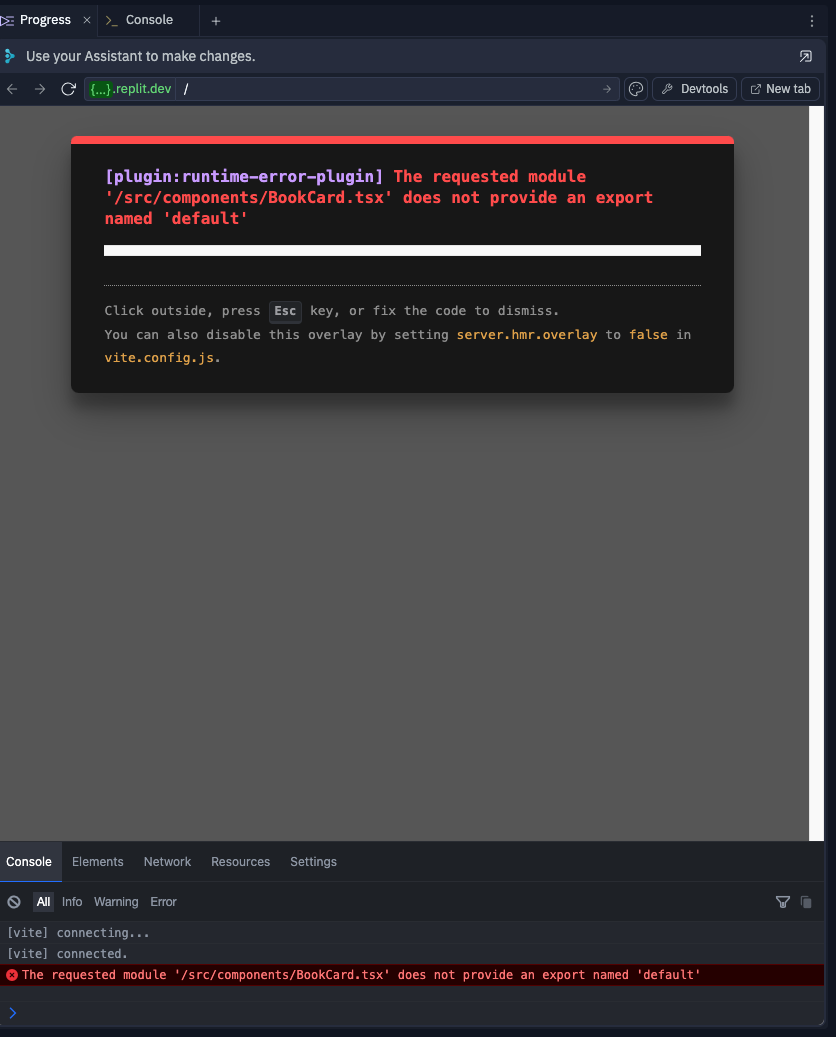 Progress
Console
Use your Assistant to make changes.
{...}.replit.dev /
Devtools
New tab
[plugin:runtime-error-plugin] The requested module
'/src/components/BookCard.tsx' does not provide an export
named 'default'
Click outside, press Esc key, or fix the code to dismiss.
You can also disable this overlay by setting server.hmr.overlay to false in
vite.config.js.
Console Elements Network Resources Settings
All Info Warning Error
[vite] connecting...
[vite] connected.
The requested module '/src/components/BookCard.tsx' does not provide an export named 'default'